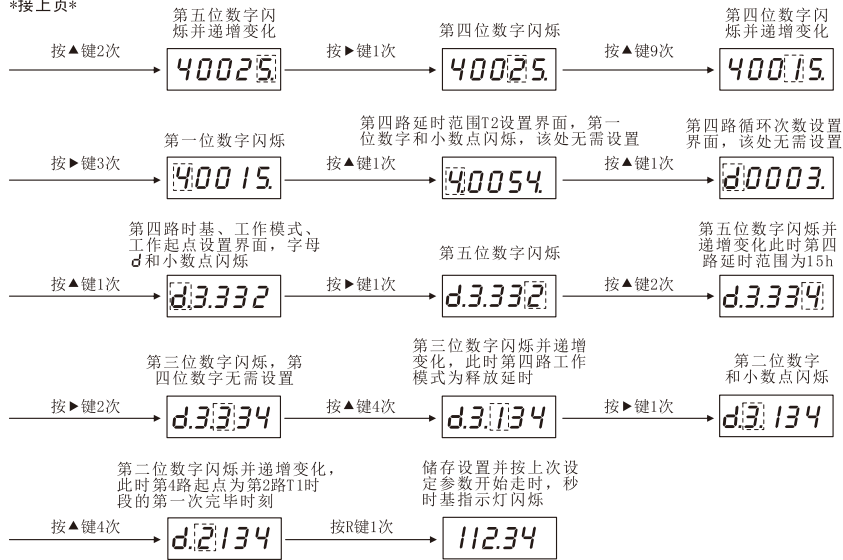 *接上页*
第五位数字闪
烁并递增变化
第四位数字闪烁
第四位数字闪
烁并递增变化
按▲键2次
40025.
按▶键1次
40025.
按▲键9次
40015.
第一位数字闪烁
第四路延时范围T2设置界面，第一
位数字和小数点闪烁，该处无需设置
第四路循环次数设置
界面，该处无需设置
按▶键3次
40015.
按▲键1次
4.0054.
按▲键1次
d0003.
第四路时基、工作模式、
工作起点设置界面，字母
d和小数点闪烁
第五位数字闪烁
第五位数字闪烁并
递增变化此时第四
路延时范围为15h
按▲键1次
d.3.332
按▶键1次
d.3.332
按▲键2次
d.3.334
第三位数字闪烁，第
四位数字无需设置
第三位数字闪烁并递增
变化，此时第四路工作
模式为释放延时
第二位数字
和小数点闪烁
按▶键2次
d.3.334
按▲键4次
d.3.134
按▶键1次
d.3.134
第二位数字闪烁并递增变化，
此时第4路起点为第2路T1时
段的第一次完毕时刻
储存设置并按上次设
定参数开始走时，秒
时基指示灯闪烁
按▲键4次
d.2.134
按R键1次
112.34